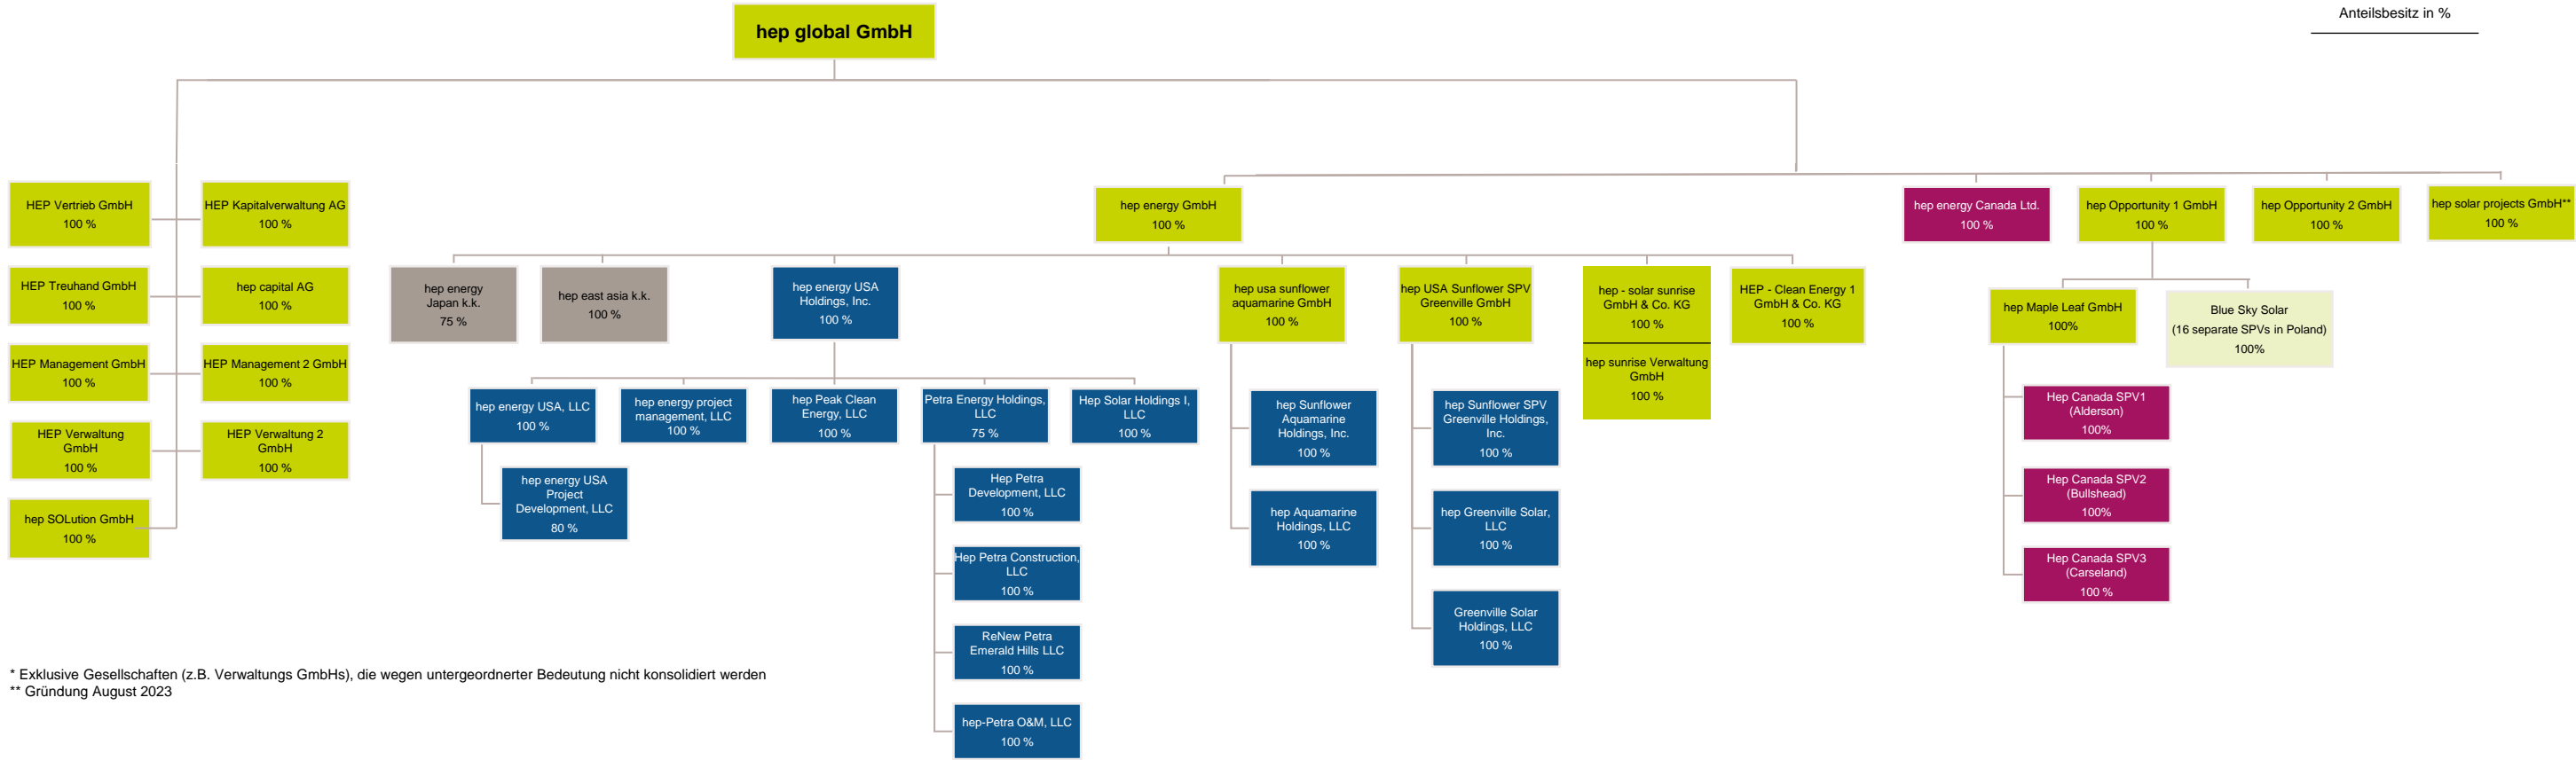 Anteilsbesitz in %
hep global GmbH
HEP Vertrieb GmbH
100 %
HEP Kapitalverwaltung AG
100 %
HEP Treuhand GmbH
100 %
hep capital AG
100 %
HEP Management GmbH
100 %
HEP Management 2 GmbH
100 %
HEP Verwaltung
GmbH
100 %
HEP Verwaltung 2
GmbH
100 %
hep SOLution GmbH
100 %
hep energy GmbH
100 %
hep energy Canada Ltd.
100 %
hep Opportunity 1 GmbH
100 %
hep Opportunity 2 GmbH
100 %
hep solar projects GmbH**
100 %
hep energy
Japan k.k.
75 %
hep east asia k.k.
100 %
hep energy USA
Holdings, Inc.
100 %
hep usa sunflower
aquamarine GmbH
100 %
hep USA Sunflower SPV
Greenville GmbH
100 %
hep - solar sunrise
GmbH & Co. KG
100 %
hep sunrise Verwaltung
GmbH
100 %
HEP - Clean Energy 1
GmbH & Co. KG
100 %
hep Maple Leaf GmbH
100%
Blue Sky Solar
(16 separate SPVs in Poland)
100%
hep energy USA, LLC
100 %
hep energy project
management, LLC
100 %
hep Peak Clean
Energy, LLC
100 %
Petra Energy Holdings,
LLC
75 %
Hep Solar Holdings I,
LLC
100 %
hep energy USA
Project
Development, LLC
80 %
Hep Petra
Development, LLC
100 %
Hep Petra Construction,
LLC
100 %
ReNew Petra
Emerald Hills LLC
100 %
hep-Petra O&M, LLC
100 %
hep Sunflower
Aquamarine
Holdings, Inc.
100 %
hep Aquamarine
Holdings, LLC
100 %
hep Sunflower SPV
Greenville Holdings,
Inc.
100 %
hep Greenville Solar,
LLC
100 %
Greenville Solar
Holdings, LLC
100 %
Hep Canada SPV1
(Alderson)
100%
Hep Canada SPV2
(Bullshead)
100%
Hep Canada SPV3
(Carseland)
100 %
* Exklusive Gesellschaften (z.B. Verwaltungs GmbHs), die wegen untergeordnerter Bedeutung nicht konsolidiert werden
** Gründung August 2023